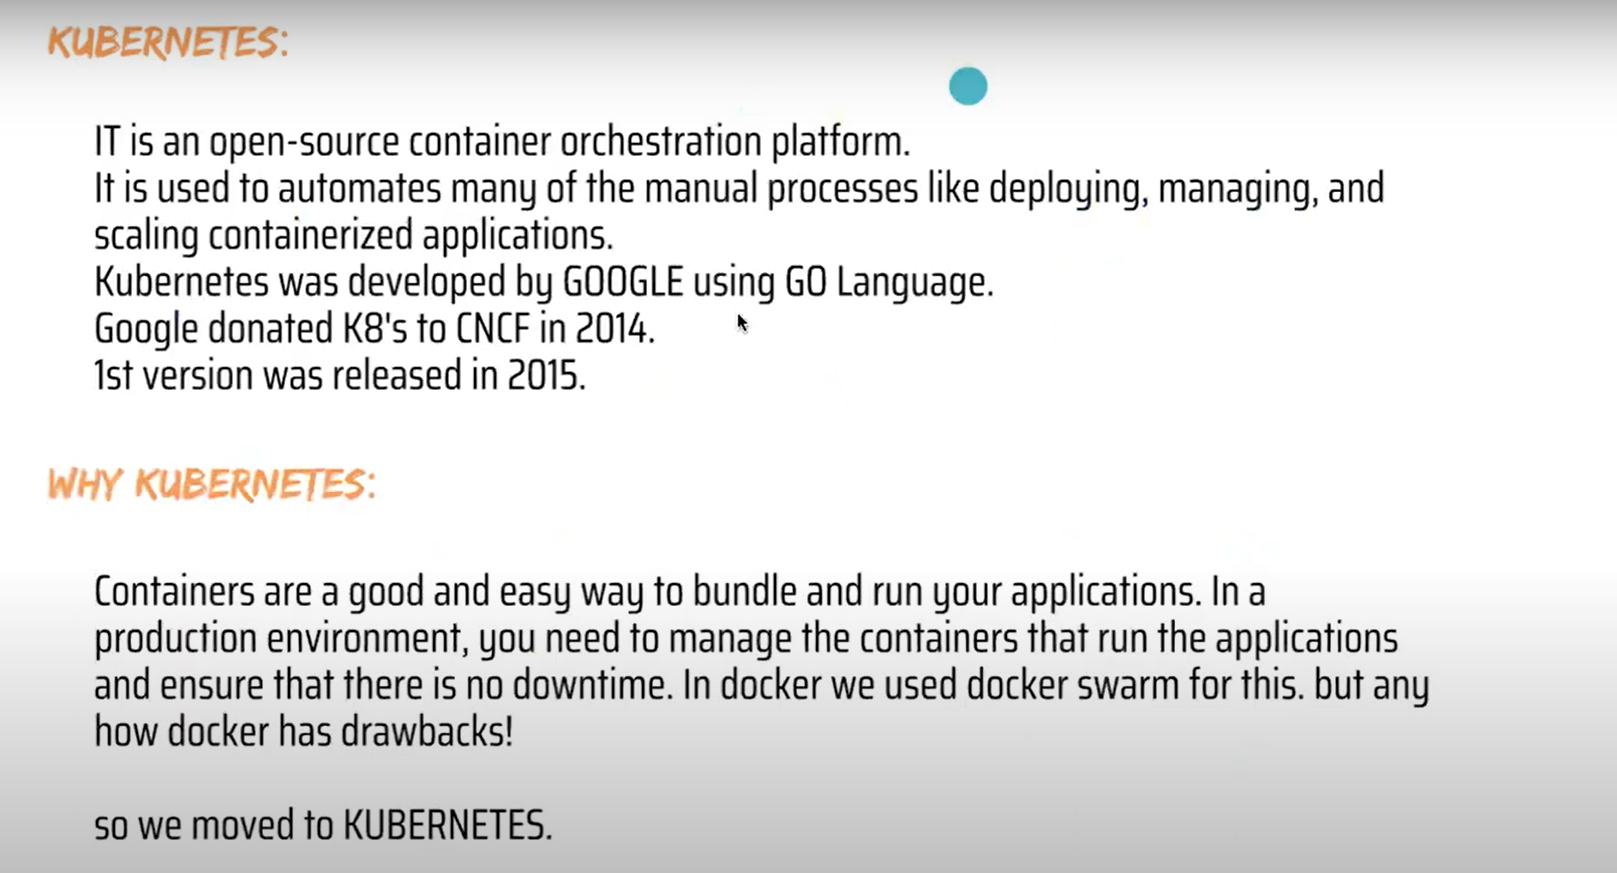 KUBERNETES:
IT is an open-source container orchestration platform.
It is used to automates many of the manual processes like deploying, managing, and
scaling containerized applications.
Kubernetes was developed by GOOGLE using GO Language.
Google donated K8's to CNCF in 2014.
1st version was released in 2015.
WHY KUBERNETES:
Containers are a good and easy way to bundle and run your applications. In a
production environment, you need to manage the containers that run the applications
and ensure that there is no downtime. In docker we used docker swarm for this. but any
how docker has drawbacks!
so we moved to KUBERNETES.